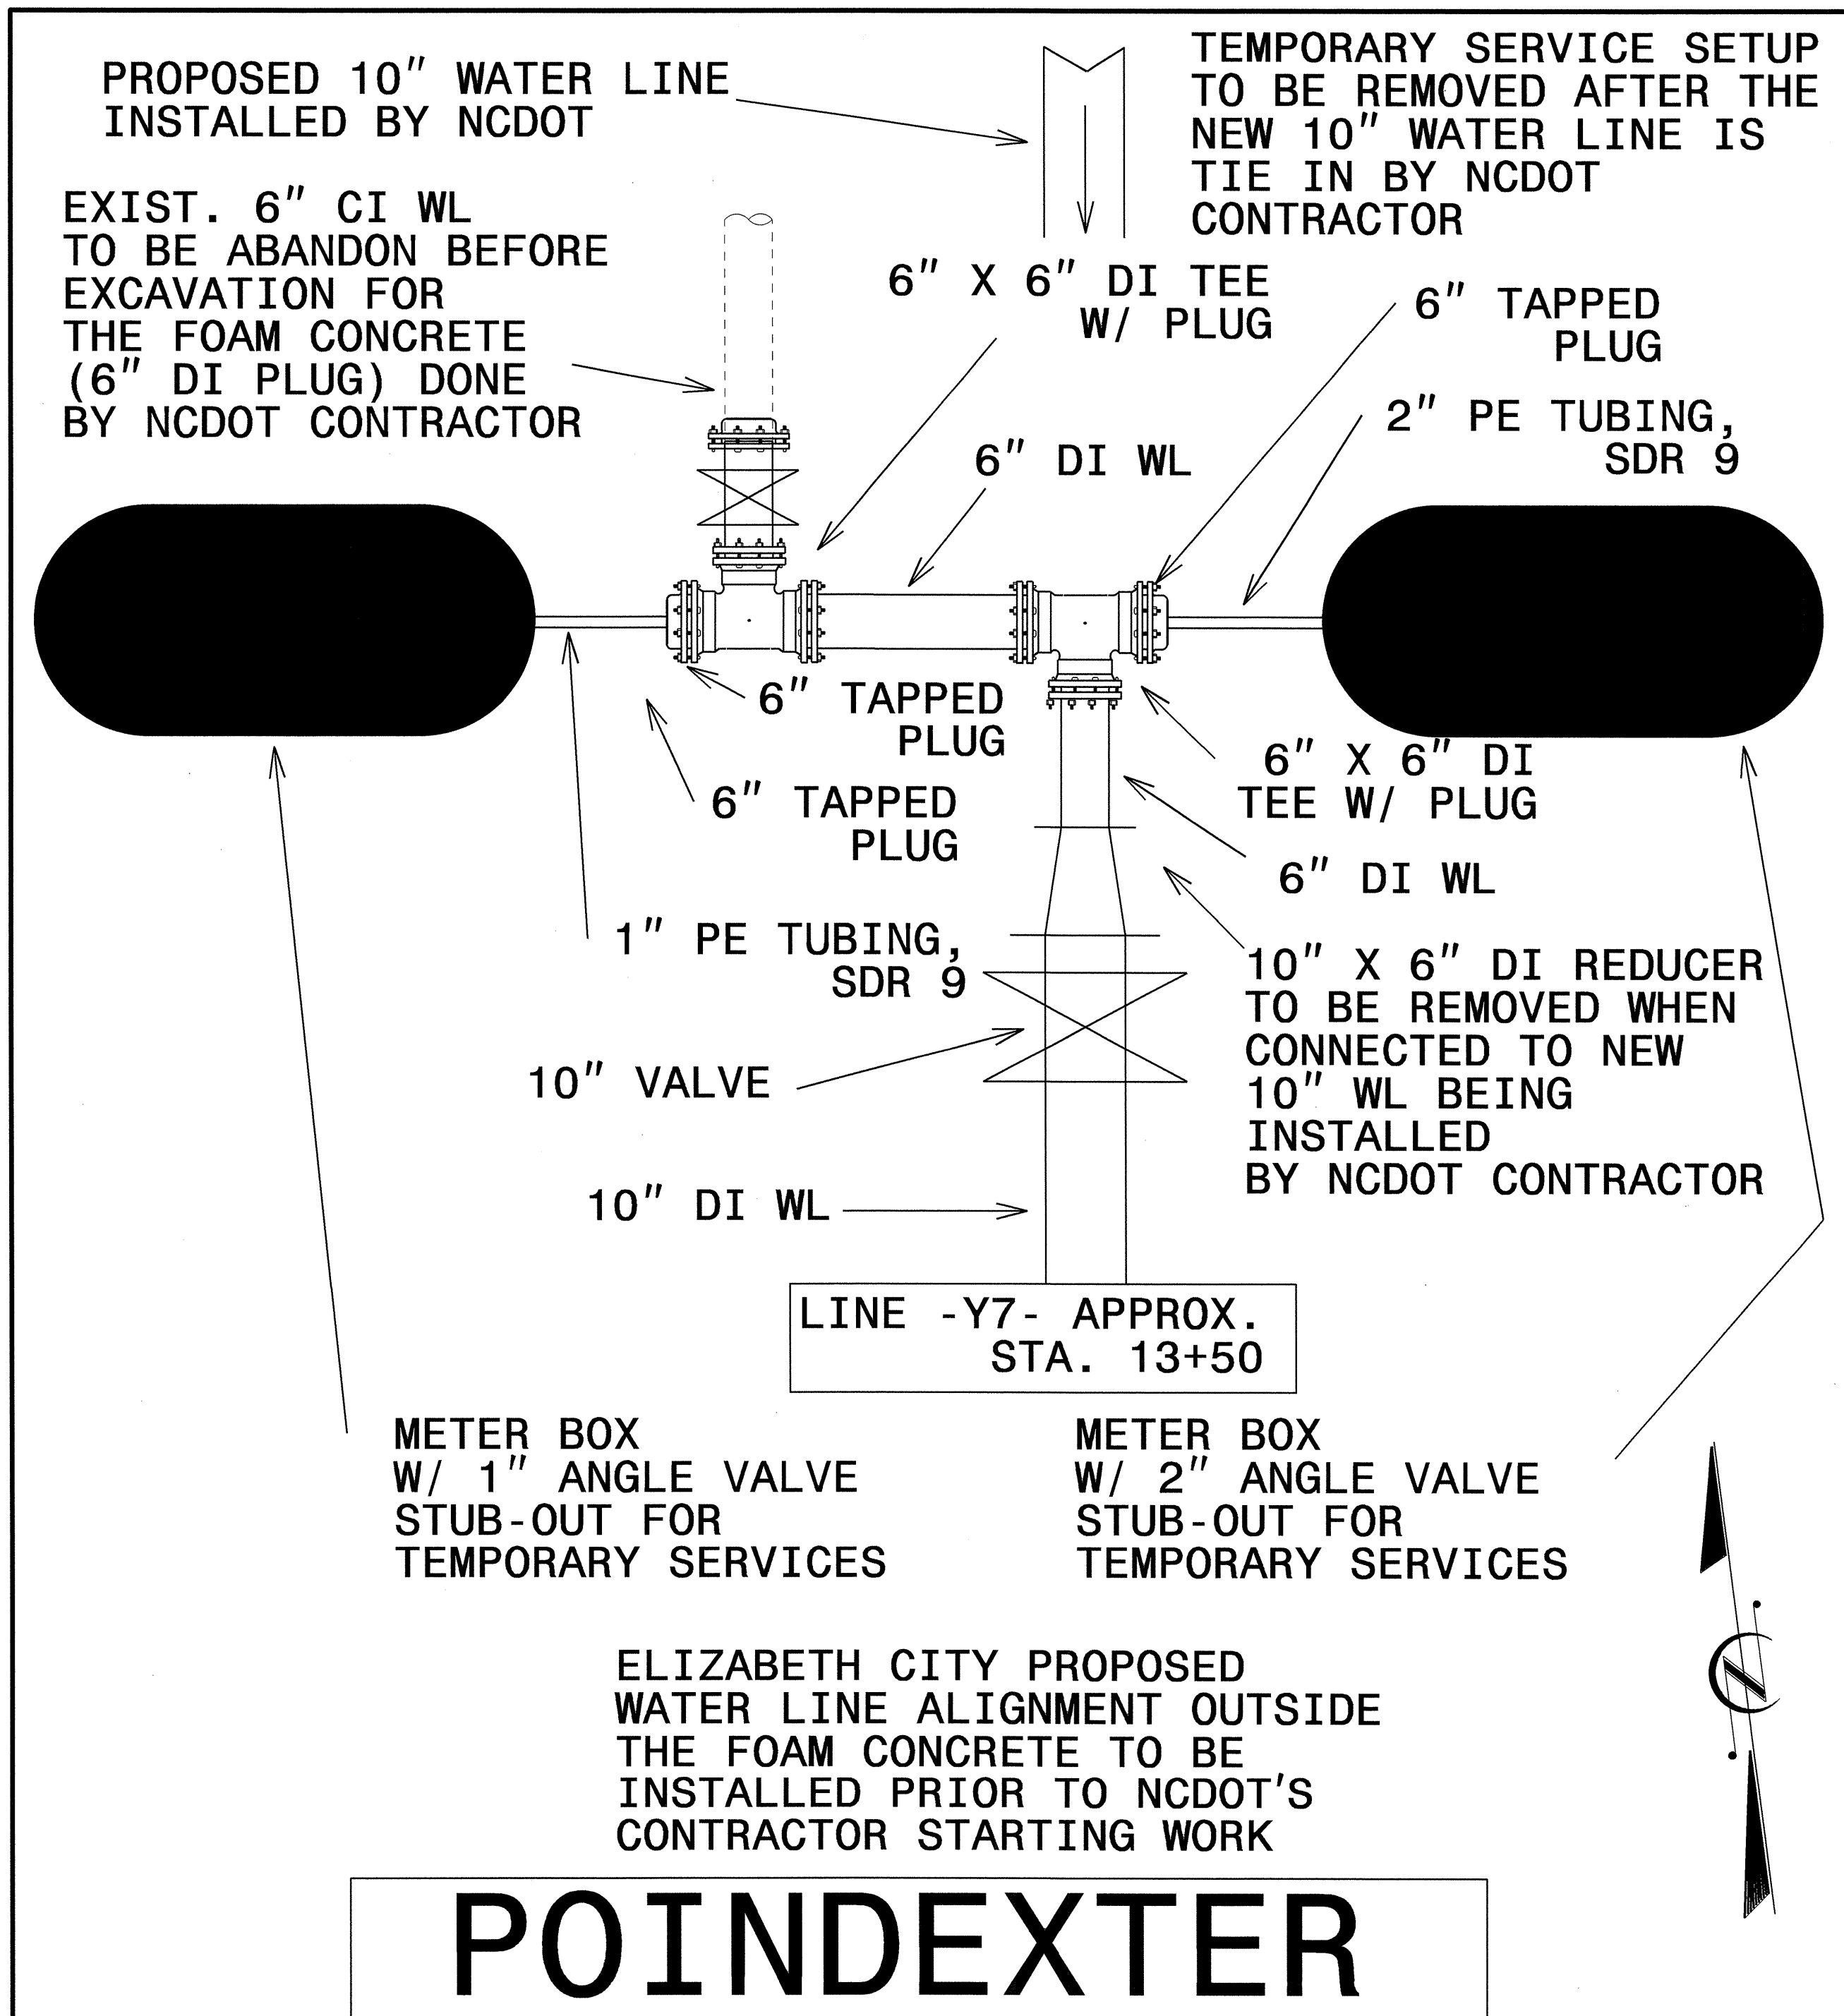 PROPOSED 10" WATER LINE
INSTALLED BY NCDOT
TEMPORARY SERVICE SETUP
TO BE REMOVED AFTER THE
NEW 10" WATER LINE IS
TIE IN BY NCDOT
CONTRACTOR
EXIST. 6" CI WL
TO BE ABANDON BEFORE
EXCAVATION FOR
THE FOAM CONCRETE
(6" DI PLUG) DONE
BY NCDOT CONTRACTOR
6" X 6" DI TEE
W/ PLUG
6" TAPPED
PLUG
2" PE TUBING,
SDR 9
6" DI WL
6" TAPPED
PLUG
6" TAPPED
PLUG
6" X 6" DI
TEE W/ PLUG
6" DI WL
1" PE TUBING,
SDR 9
10" X 6" DI REDUCER
TO BE REMOVED WHEN
CONNECTED TO NEW
10" WL BEING
INSTALLED
BY NCDOT CONTRACTOR
10" VALVE
10" DI WL
LINE -Y7- APPROX.
STA. 13+50
METER BOX
W/ 1" ANGLE VALVE
STUB-OUT FOR
TEMPORARY SERVICES
METER BOX
W/ 2" ANGLE VALVE
STUB-OUT FOR
TEMPORARY SERVICES
N
ELIZABETH CITY PROPOSED
WATER LINE ALIGNMENT OUTSIDE
THE FOAM CONCRETE TO BE
INSTALLED PRIOR TO NCDOT'S
CONTRACTOR STARTING WORK
POINDEXTER